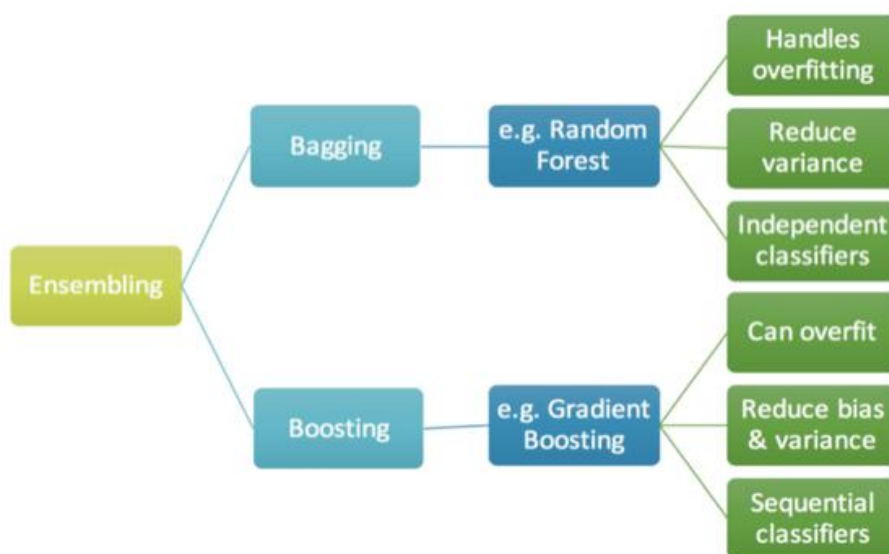 Ensembling
Bagging
e.g. Random
Forest
Handles
overfitting
Reduce
variance
Independent
classifiers
Boosting
e.g. Gradient
Boosting
Can overfit
Reduce bias
& variance
Sequential
classifiers